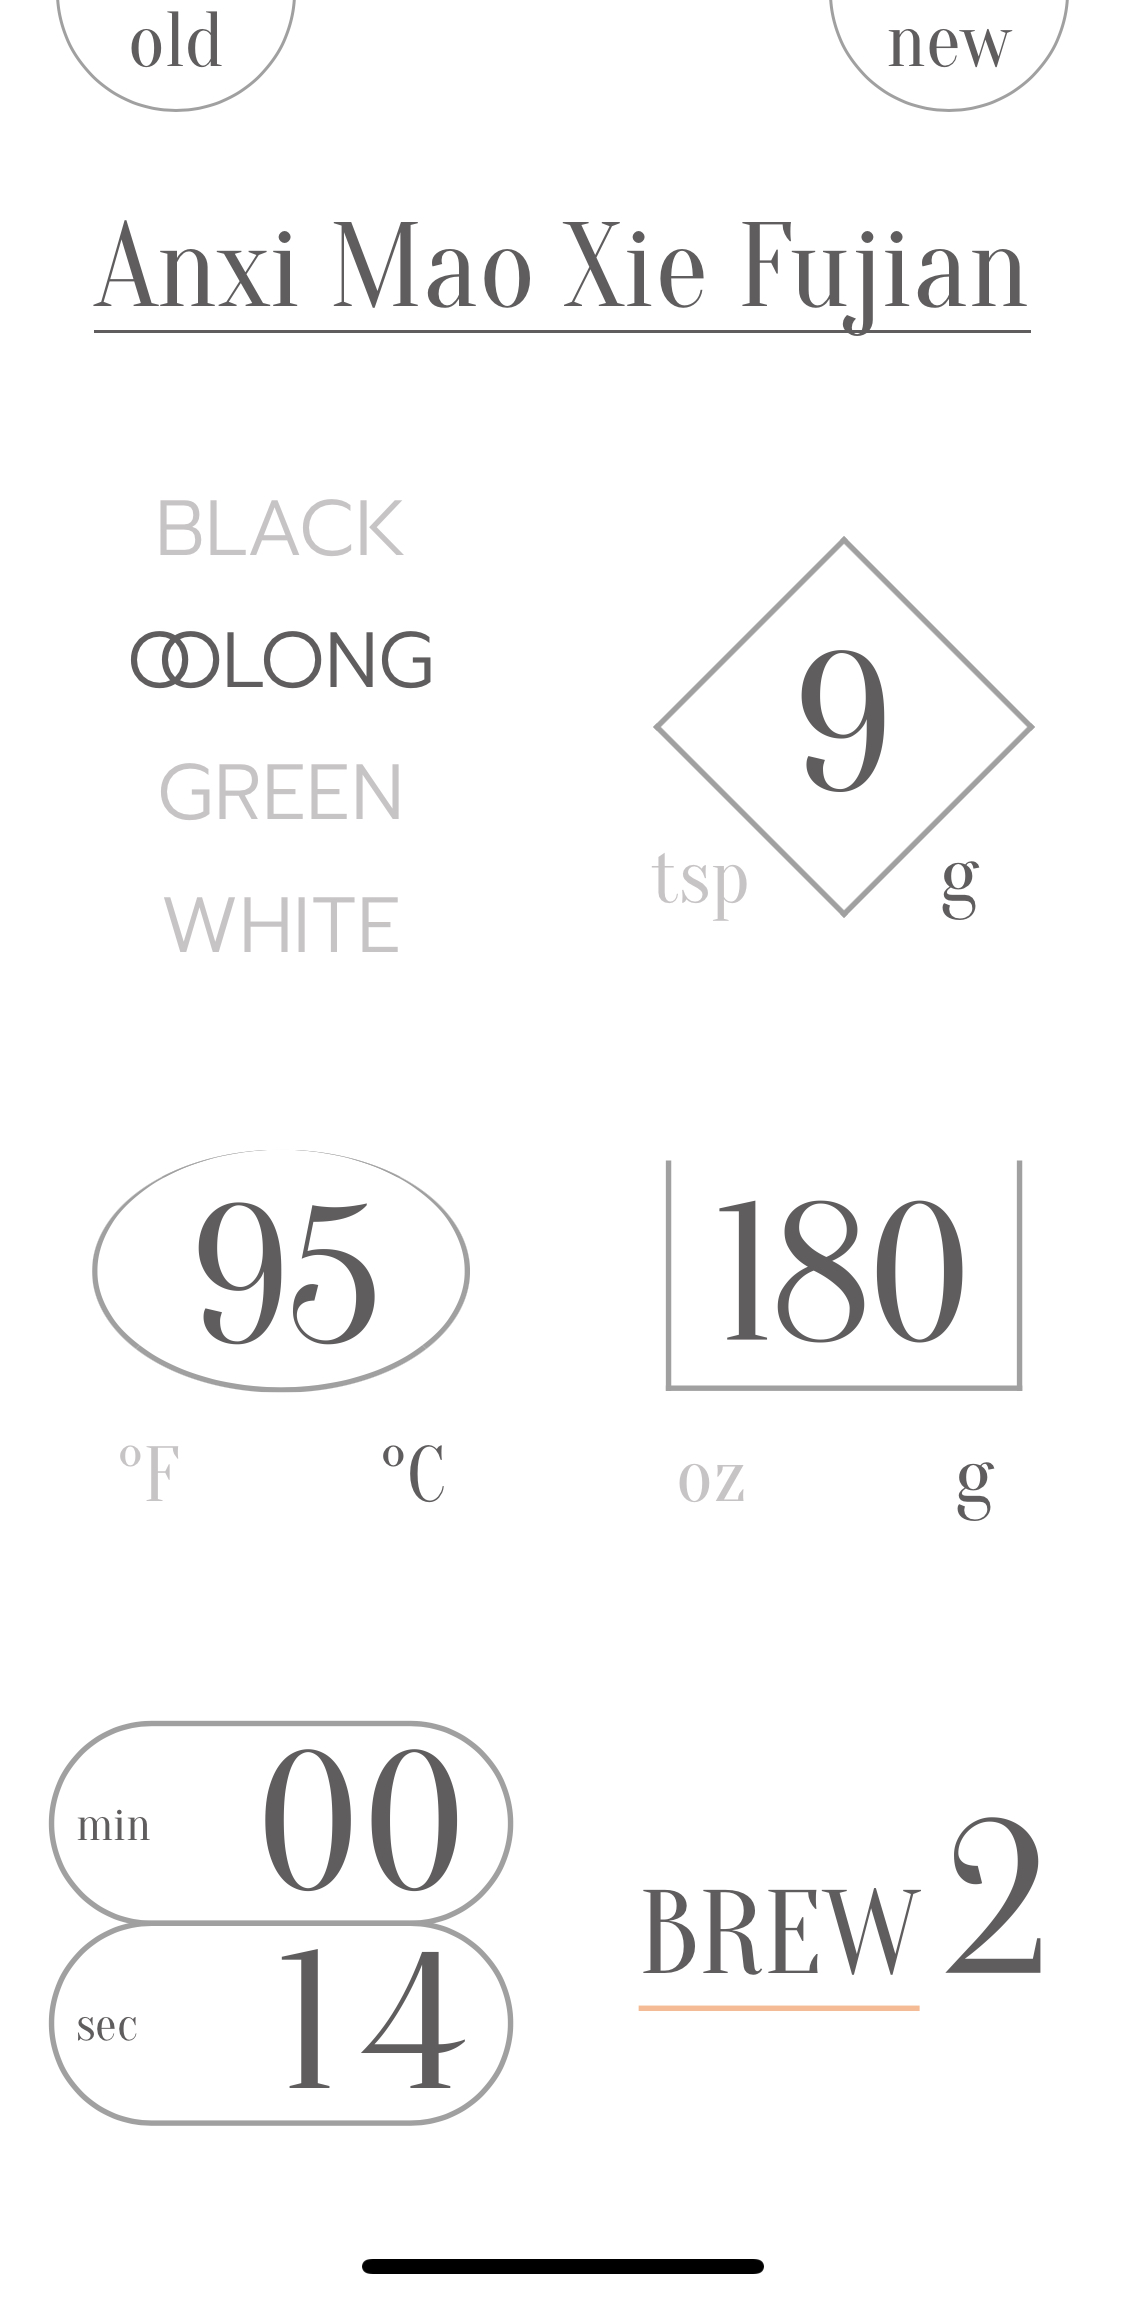 old
new
Anxi Mao Xie Fujian
BLACK
OOLONG
GREEN
WHITE
9
tsp
g
95
°F
°C
180
oz
g
min
00
sec
14
BREW 2